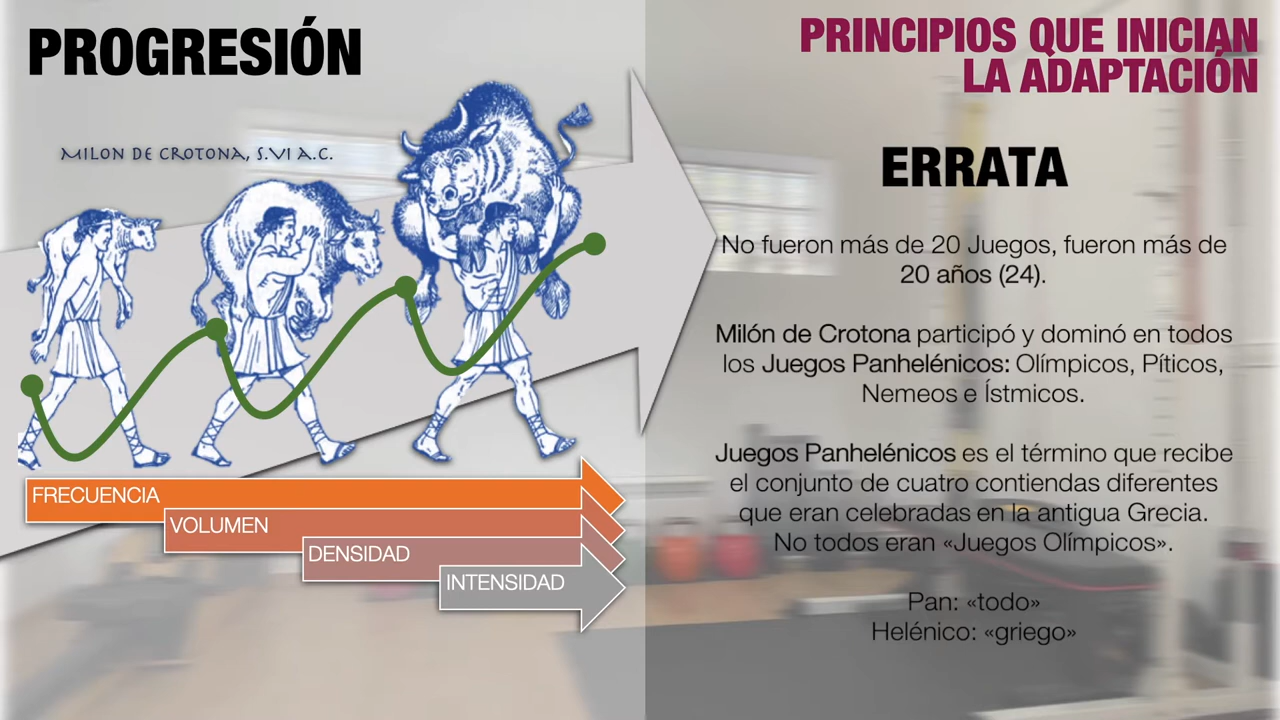 PROGRESIÓN
MILON DE CROTONA, S.VI A.C.
FRECUENCIA
VOLUMEN
DENSIDAD
INTENSIDAD
PRINCIPIOS QUE INICIAN
LA ADAPTACIÓN
ERRATA
No fueron más de 20 Juegos, fueron más de
20 años (24).
Milón de Crotona participó y dominó en todos
los Juegos Panhelénicos: Olímpicos, Píticos,
Nemeos e Ístmicos.
Juegos Panhelénicos es el término que recibe
el conjunto de cuatro contiendas diferentes
que eran celebradas en la antigua Grecia.
No todos eran «Juegos Olímpicos».
Pan: «todo»
Helénico: «griego»